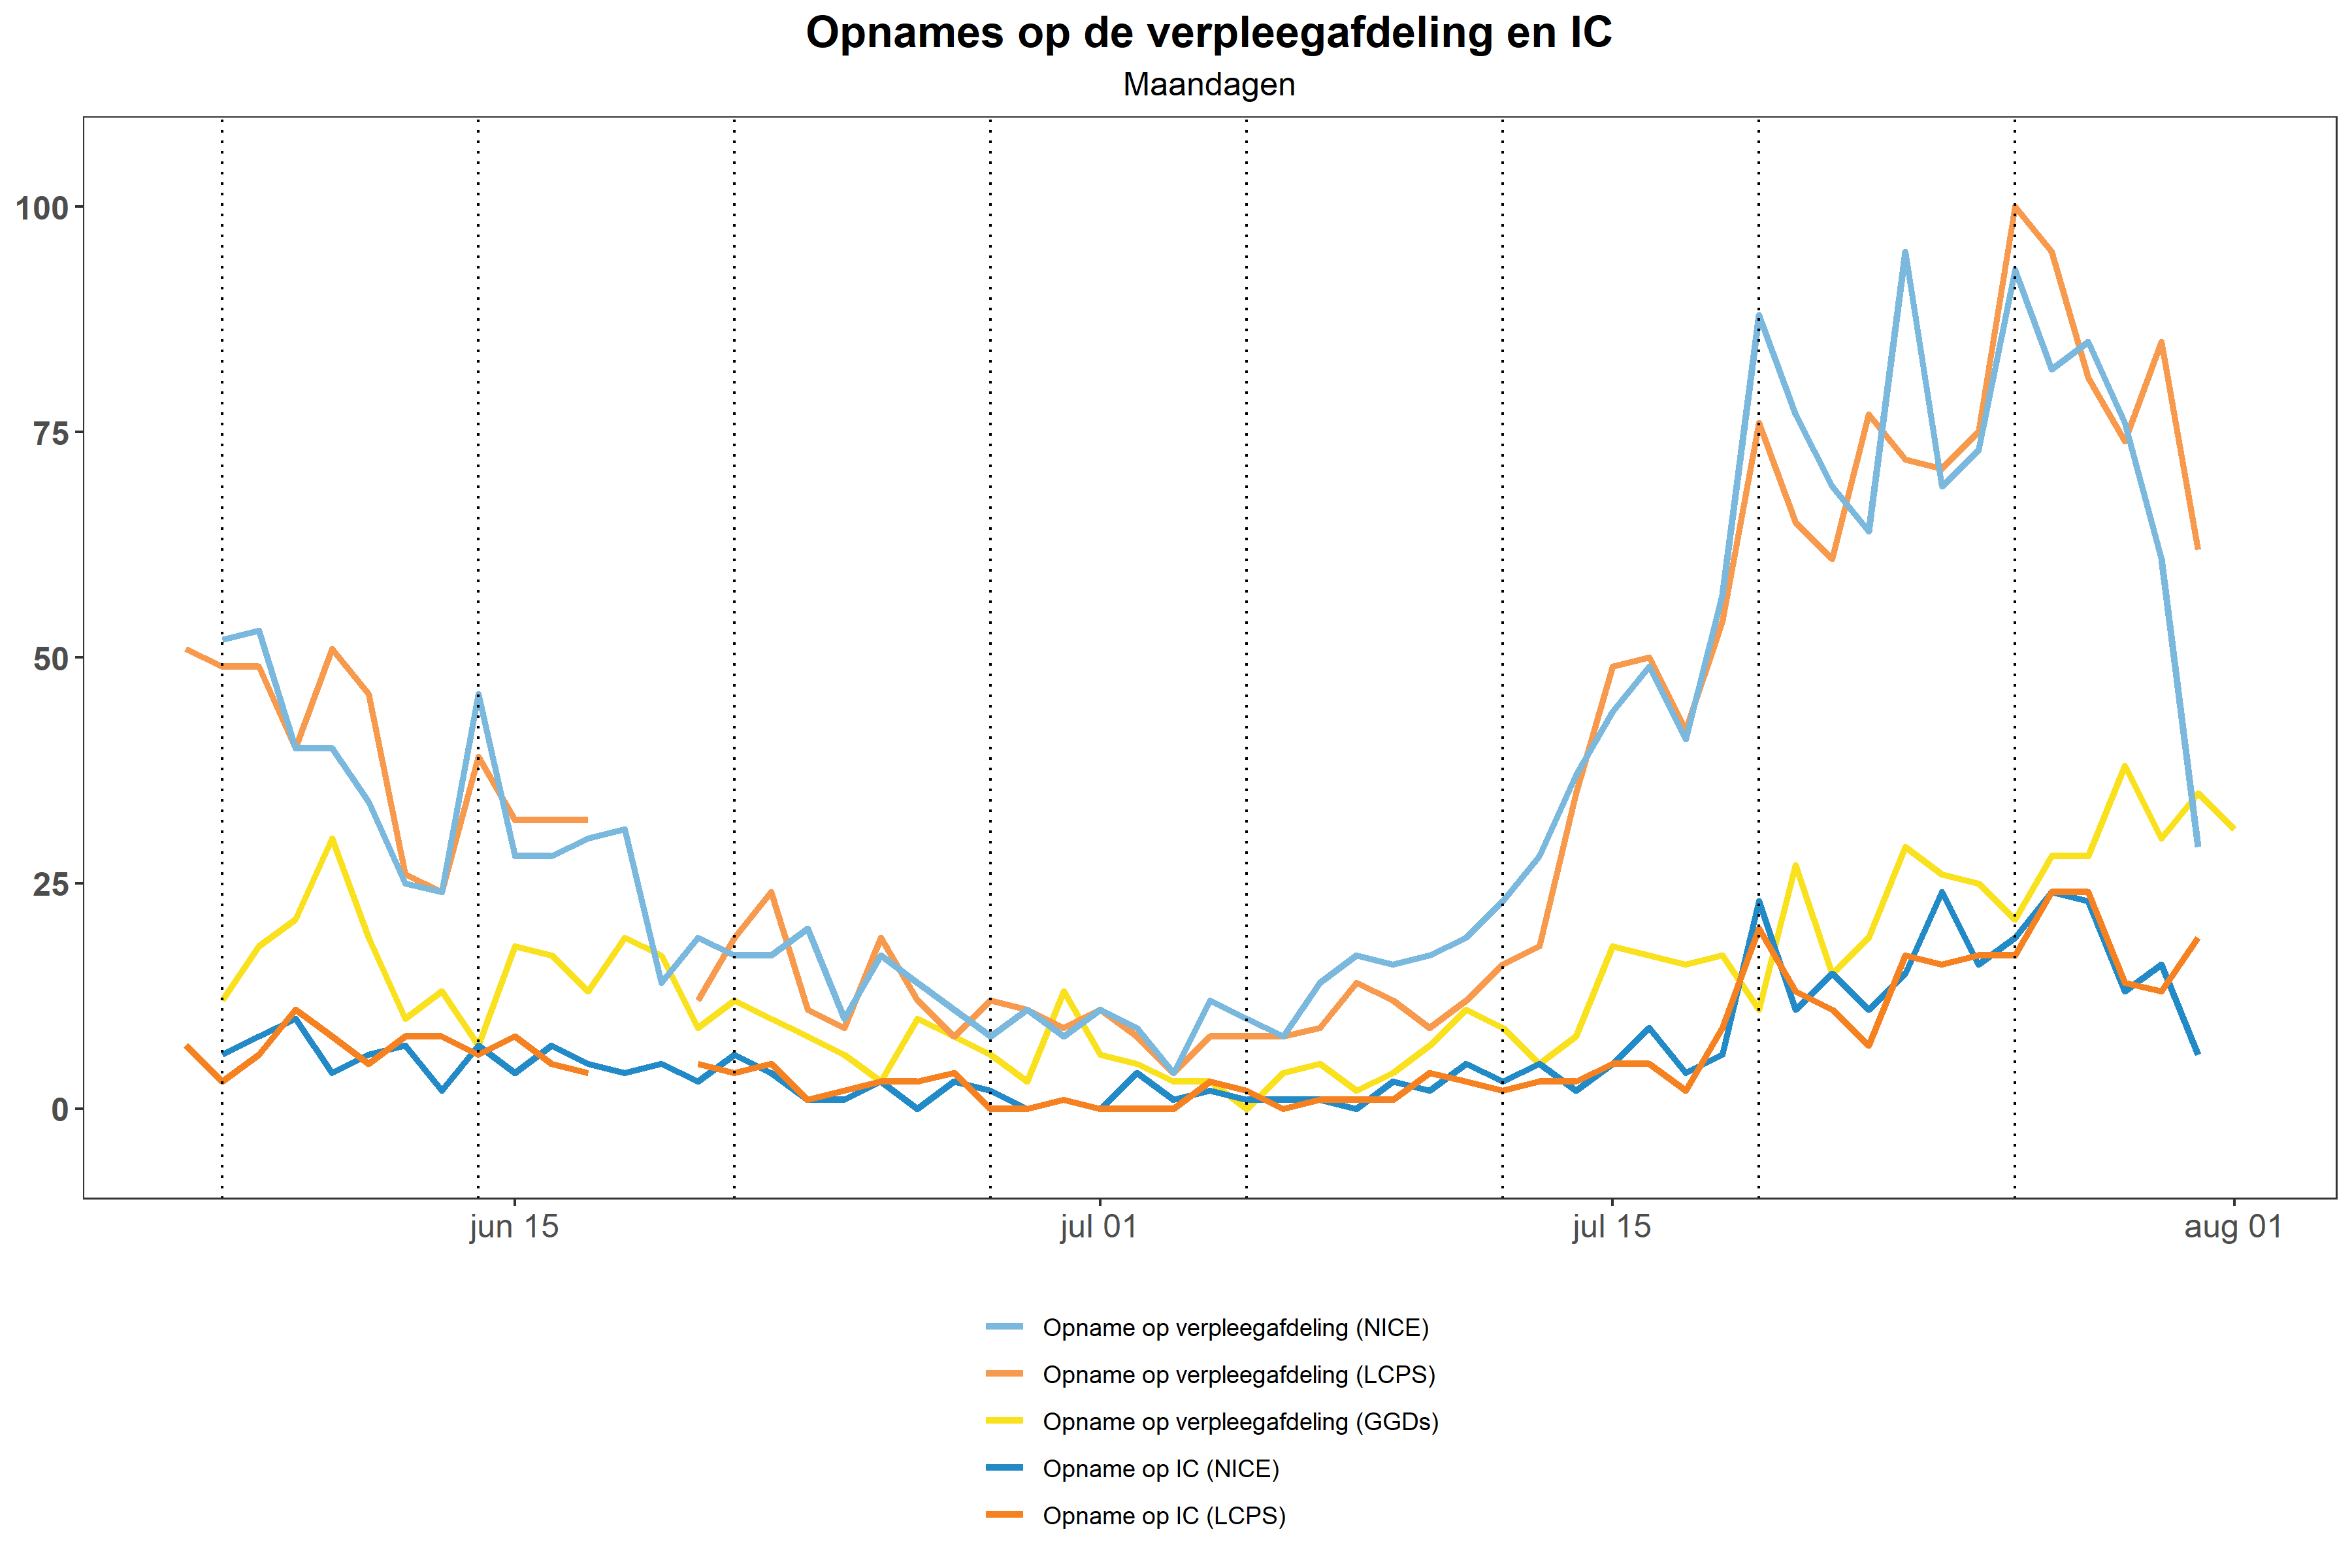 Opnames op de verpleegafdeling en IC
Maandagen
100
75
50
25
0
jun 15
jul 01
jul 15
aug 01
Opname op verpleegafdeling (NICE)
Opname op verpleegafdeling (LCPS)
Opname op verpleegafdeling (GGDs)
Opname op IC (NICE)
Opname op IC (LCPS)